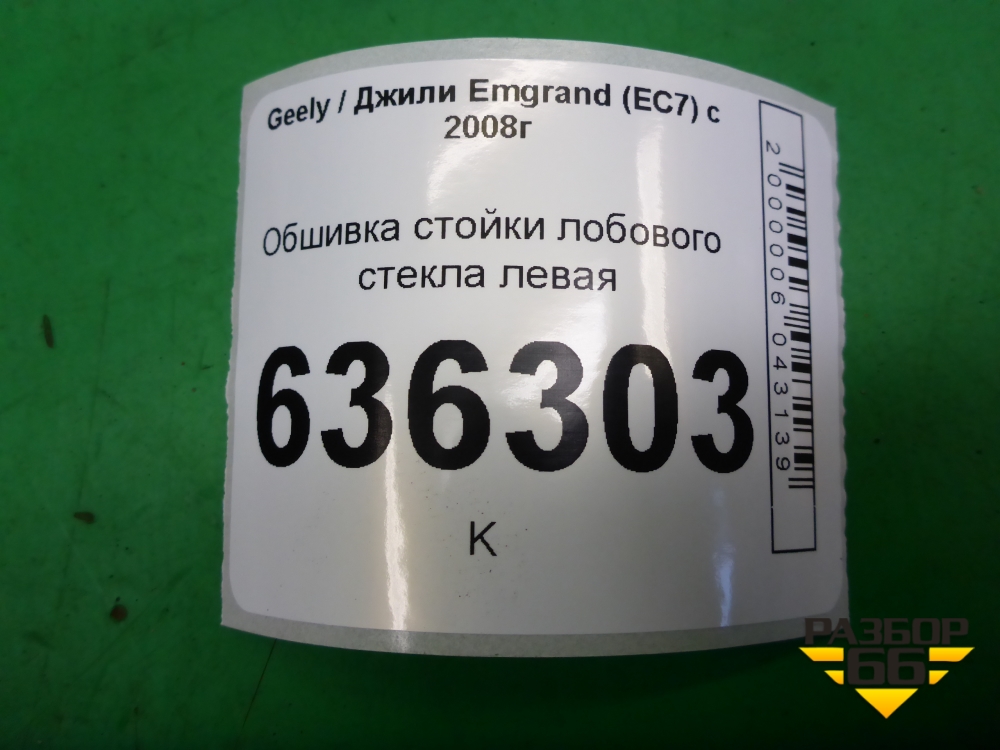 Geely / Джили Emgrand (EC7) с
2008г
Обшивка стойки лобового
стекла левая
636303
К
2000006043139
РАЗБОР
66